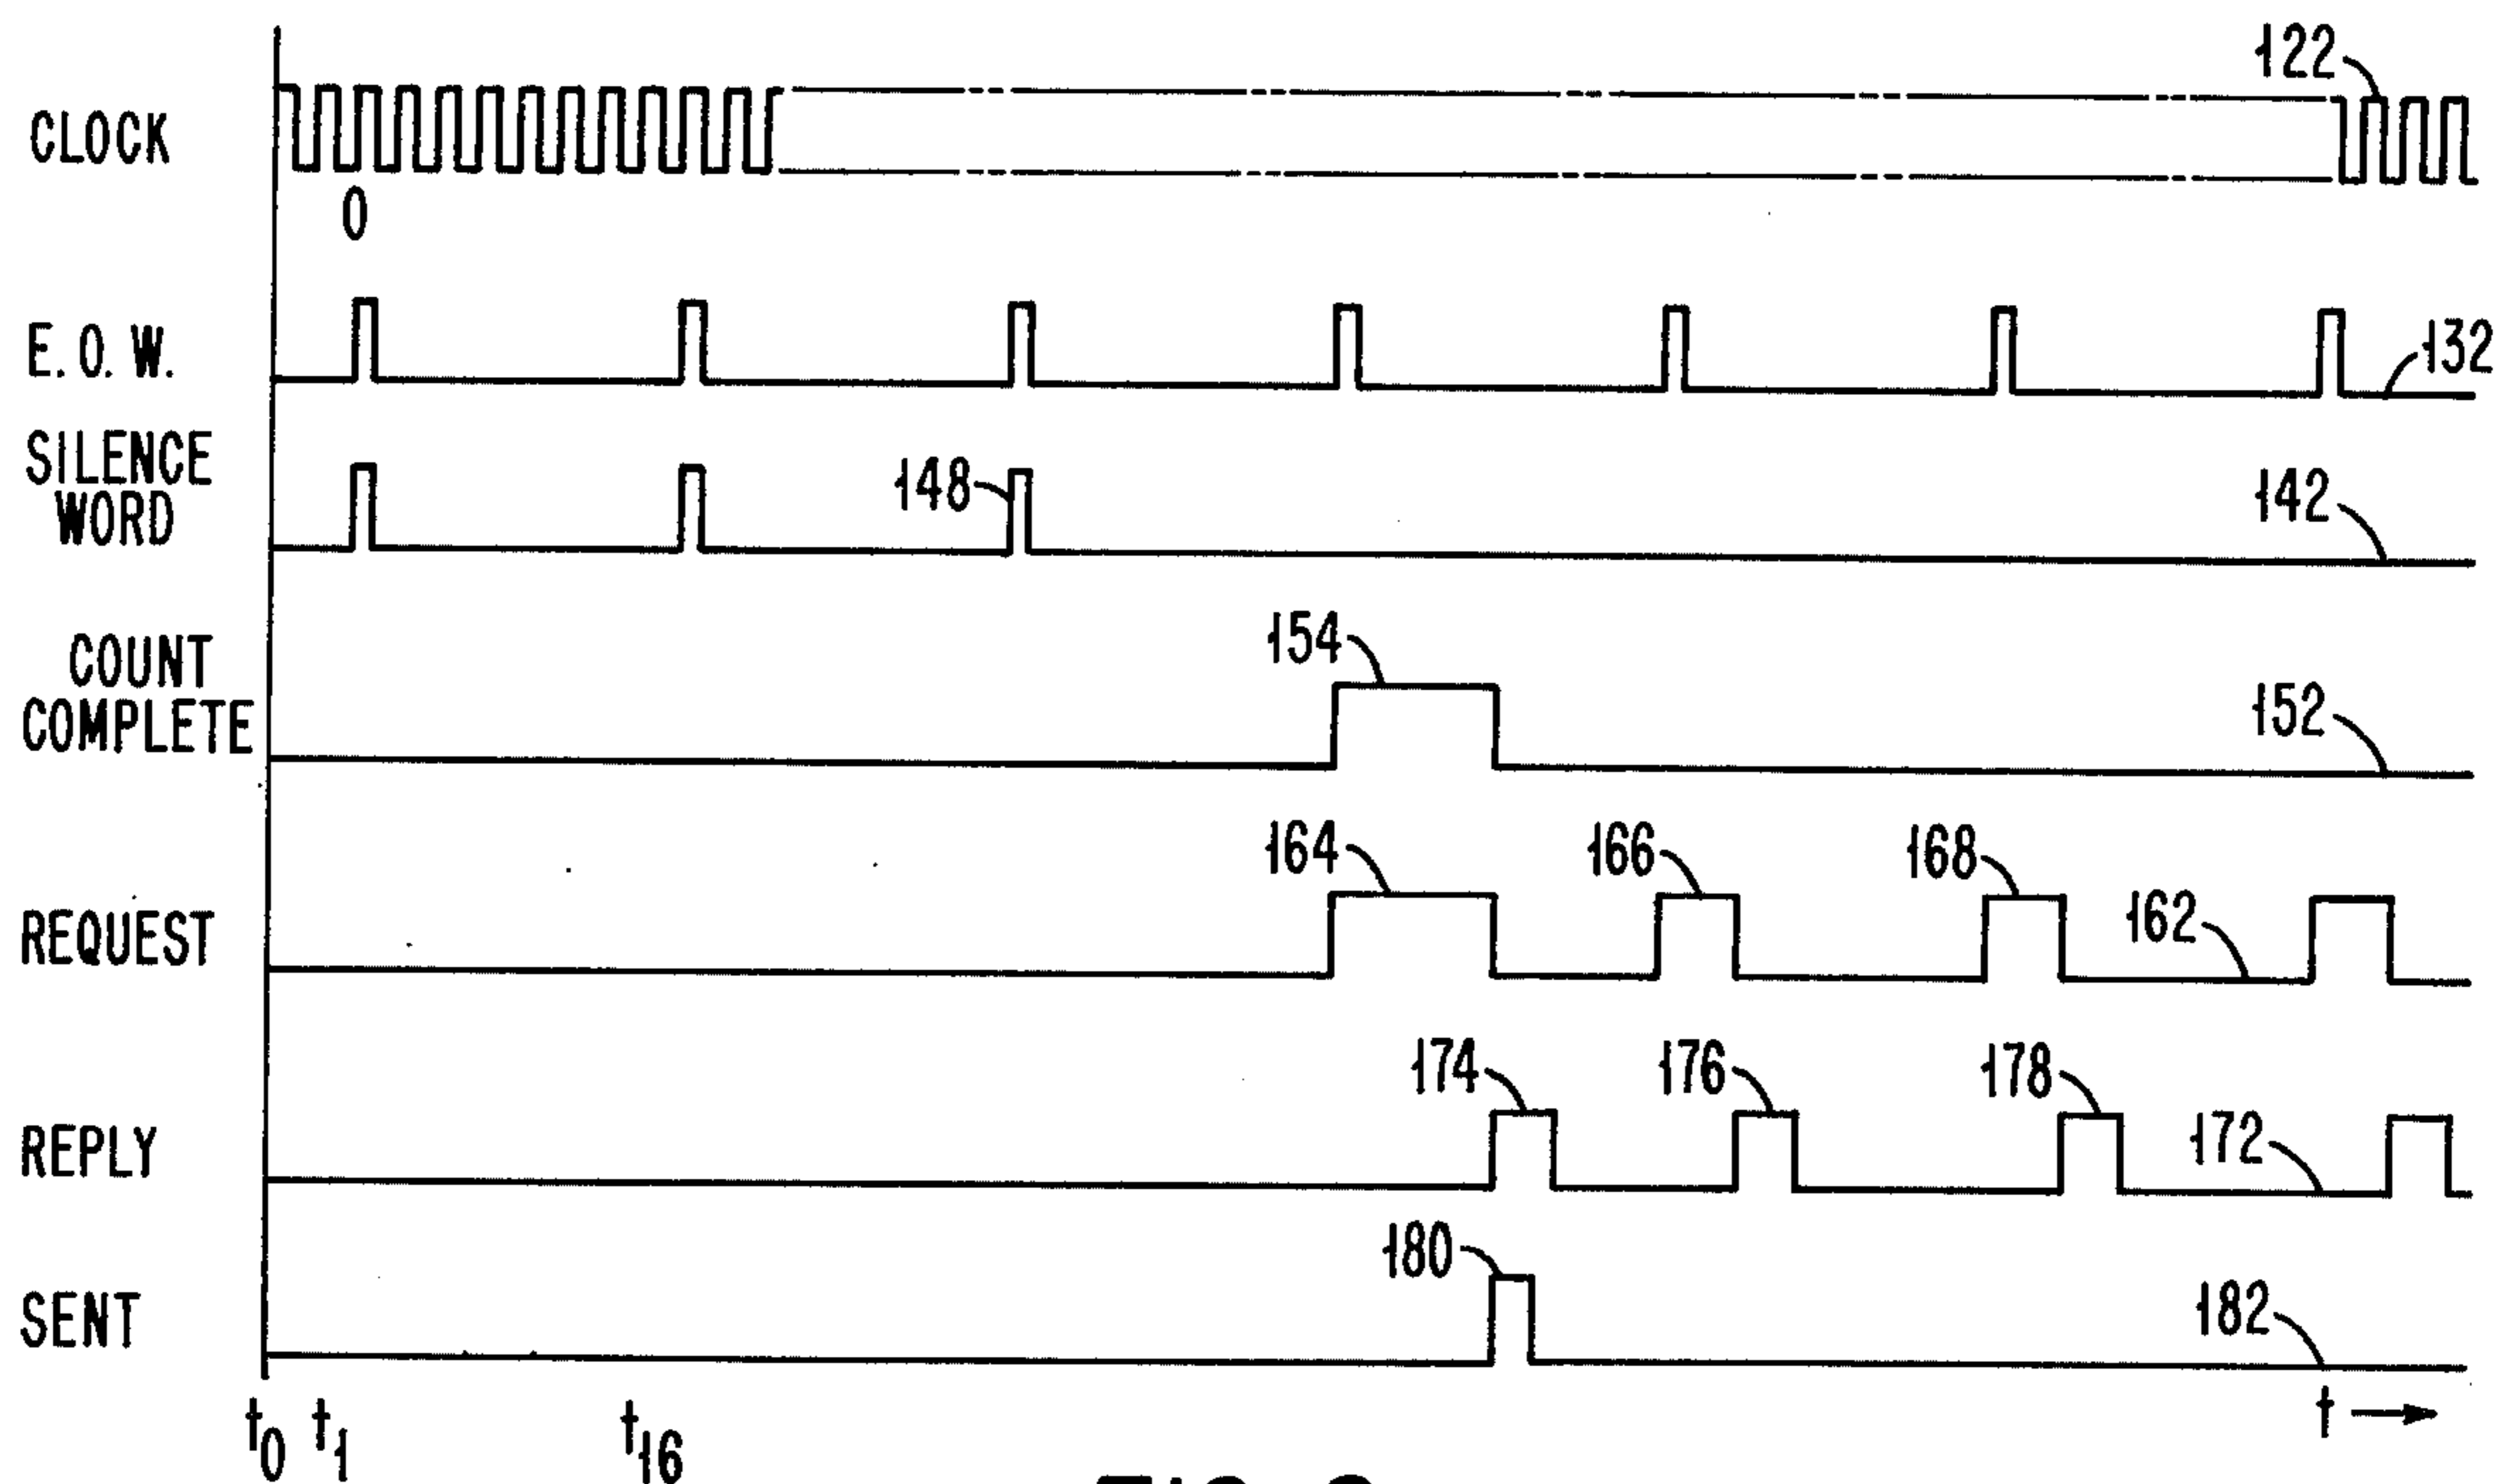 122
CLOCK
0
E. O. W.
132
SILENCE
WORD
148
142
COUNT
COMPLETE
154
152
REQUEST
164
166
168
162
REPLY
174
176
178
172
SENT
180
182
t0 t1 t16 t